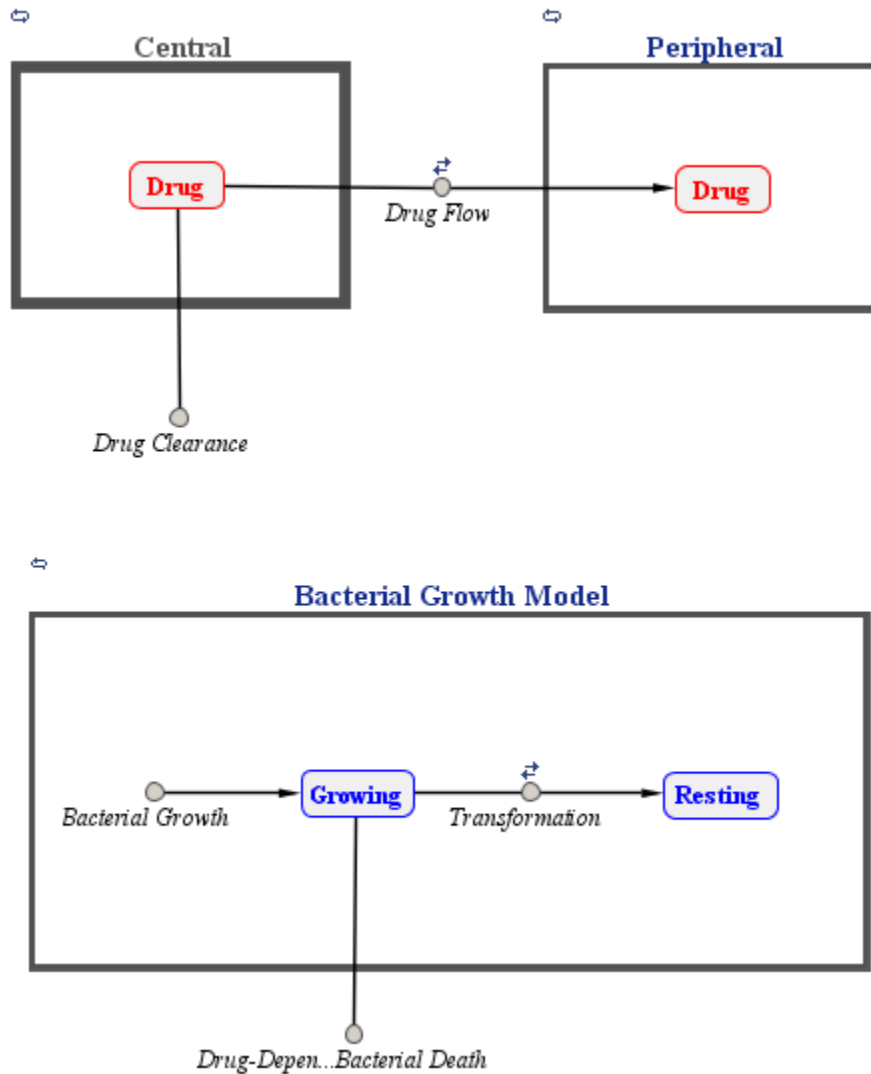 Central
Peripheral
Drug
Drug
Drug Flow
Drug Clearance
Bacterial Growth Model
Growing
Resting
Bacterial Growth
Transformation
Drug-Depen...Bacterial Death